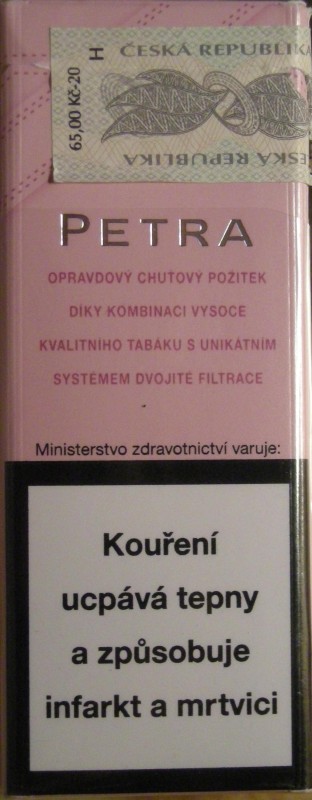 H
65,00 Kč-20
ČESKÁ REPUBLIKA
ČESKÁ REPUBLIKA
PETRA
OPRAVDOVÝ CHUŤOVÝ POŽITEK
DÍKY KOMBINACI VYSOCE
KVALITNÍHO TABÁKU S UNIKÁTNÍM
SYSTÉMEM DVOJITÉ FILTRACE
Ministerstvo zdravotnictví varuje:
Kouření
ucpává tepny
a způsobuje
infarkt a mrtvici